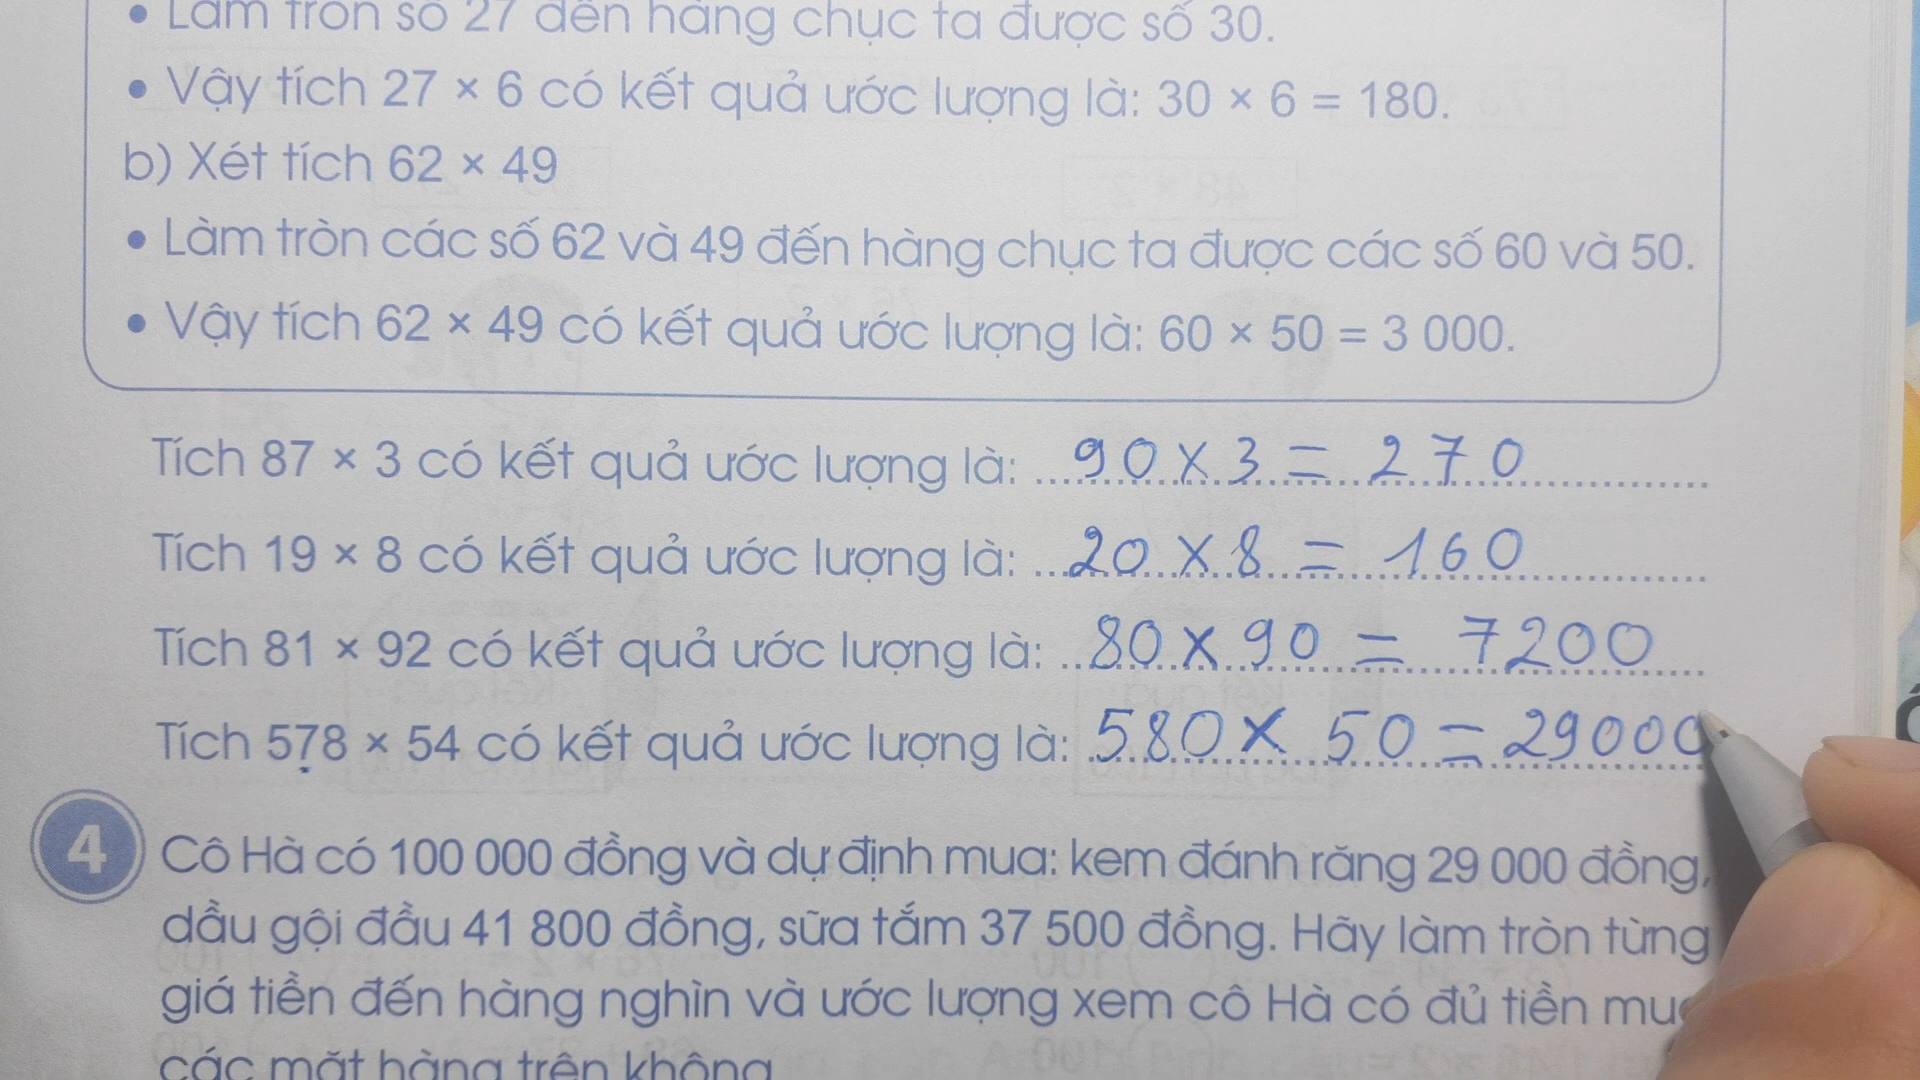 • Làm tròn số 27 đến hàng chục ta được số 30.
• Vậy tích 27 × 6 có kết quả ước lượng là: 30 × 6 = 180.
b) Xét tích 62 × 49
• Làm tròn các số 62 và 49 đến hàng chục ta được các số 60 và 50.
• Vậy tích 62 × 49 có kết quả ước lượng là: 60 × 50 = 3 000.
Tích 87 × 3 có kết quả ước lượng là: 90 × 3 = 270
Tích 19 × 8 có kết quả ước lượng là: 20 × 8 = 160
Tích 81 × 92 có kết quả ước lượng là: 80 × 90 = 7200
Tích 578 × 54 có kết quả ước lượng là: 580 × 50 = 29000
4 Cô Hà có 100 000 đồng và dự định mua: kem đánh răng 29 000 đồng,
dầu gội đầu 41 800 đồng, sữa tắm 37 500 đồng. Hãy làm tròn từng
giá tiền đến hàng nghìn và ước lượng xem cô Hà có đủ tiền mua
các mặt hàng trên không